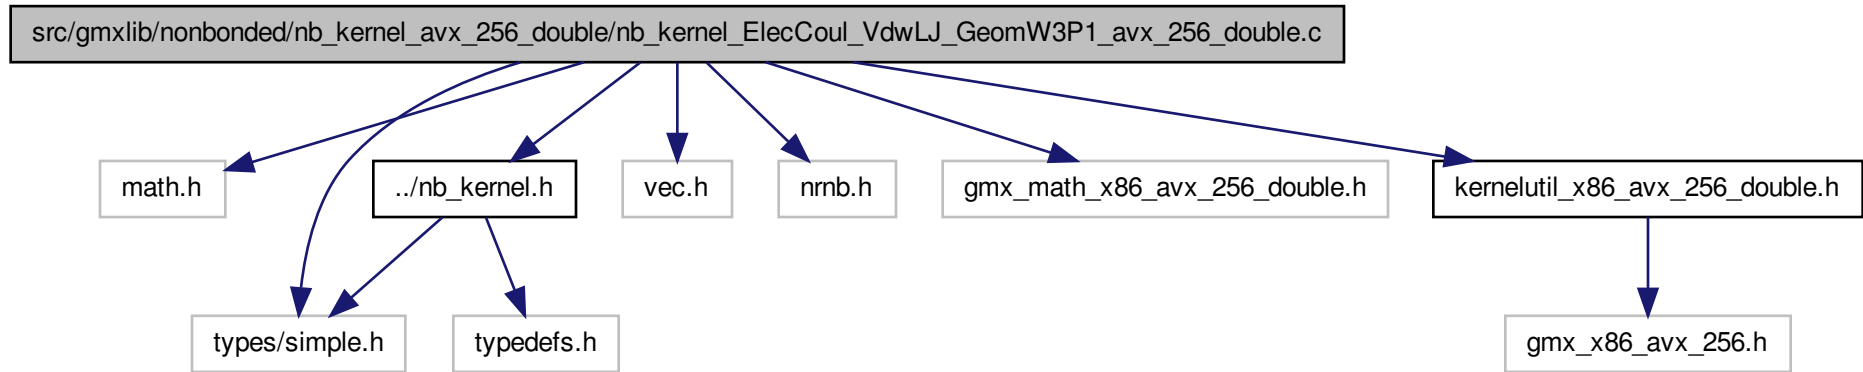 src/gmxlib/nonbonded/nb_kernel_avx_256_double/nb_kernel_ElecCoul_VdwLJ_GeomW3P1_avx_256_double.c
math.h
../nb_kernel.h
vec.h
nrnb.h
gmx_math_x86_avx_256_double.h
kernelutil_x86_avx_256_double.h
types/simple.h
typedefs.h
gmx_x86_avx_256.h